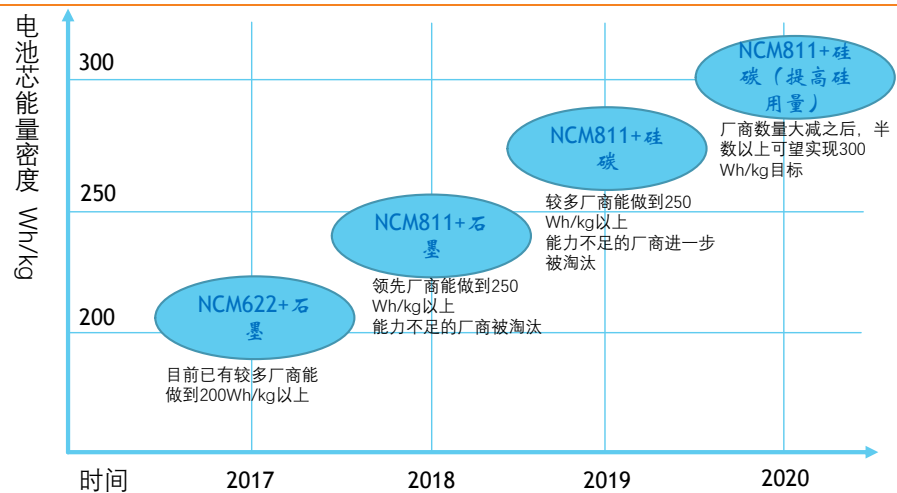 电池芯能量密度 Wh/kg
300
250
200
NCM811+硅
碳（提高硅
用量）
厂商数量大减之后，半
数以上可望实现300
Wh/kg目标
NCM811+硅
碳
较多厂商能做到250
Wh/kg以上
能力不足的厂商进一步
被淘汰
NCM811+石
墨
领先厂商能做到250
Wh/kg以上
能力不足的厂商被淘汰
NCM622+石
墨
目前已有较多厂商能
做到200Wh/kg以上
时间
2017
2018
2019
2020